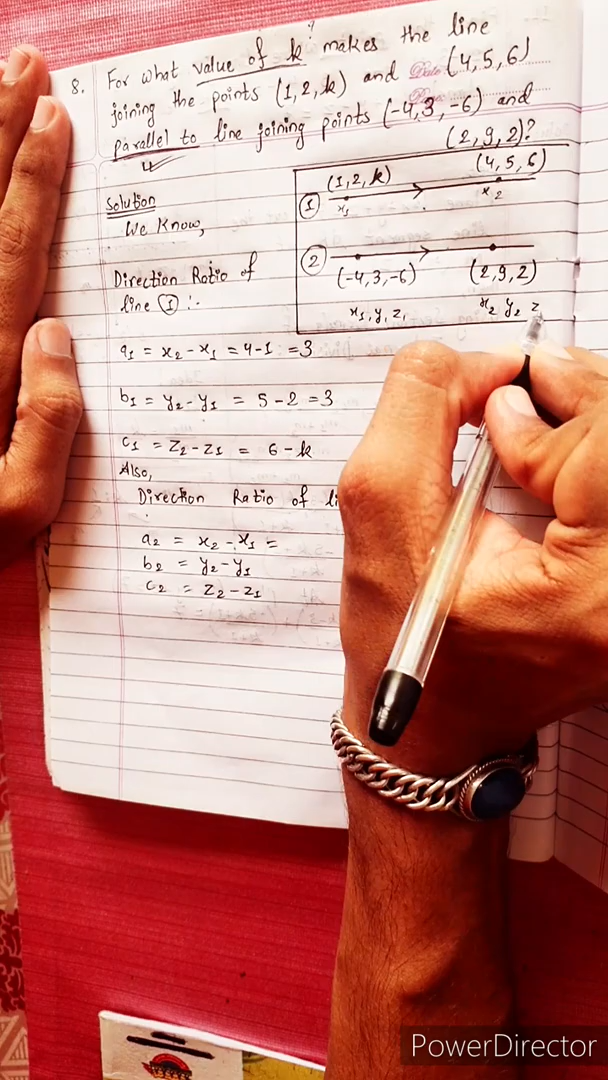 8. For what value of k makes the line
joining the points (1,2,k) and (4,5,6)
Date
Page
parallel to line joining points (-4,3,-6) and
(2,9,2)?
Solution
We Know,
① (1,2,k) (4,5,6)
x₁ x₂
② (-4,3,-6) (2,9,2)
x₁,y,z₁ x₂ y₂ z
Direction Ratio of
line ① :-
a₁ = x₂-x₁ = 4-1 = 3
b₁ = y₂-y₁ = 5-2 = 3
c₁ = z₂-z₁ = 6-k
Also,
Direction Ratio of li
a₂ = x₂-x₁ =
b₂ = y₂-y₁
c₂ = z₂-z₁
PowerDirector